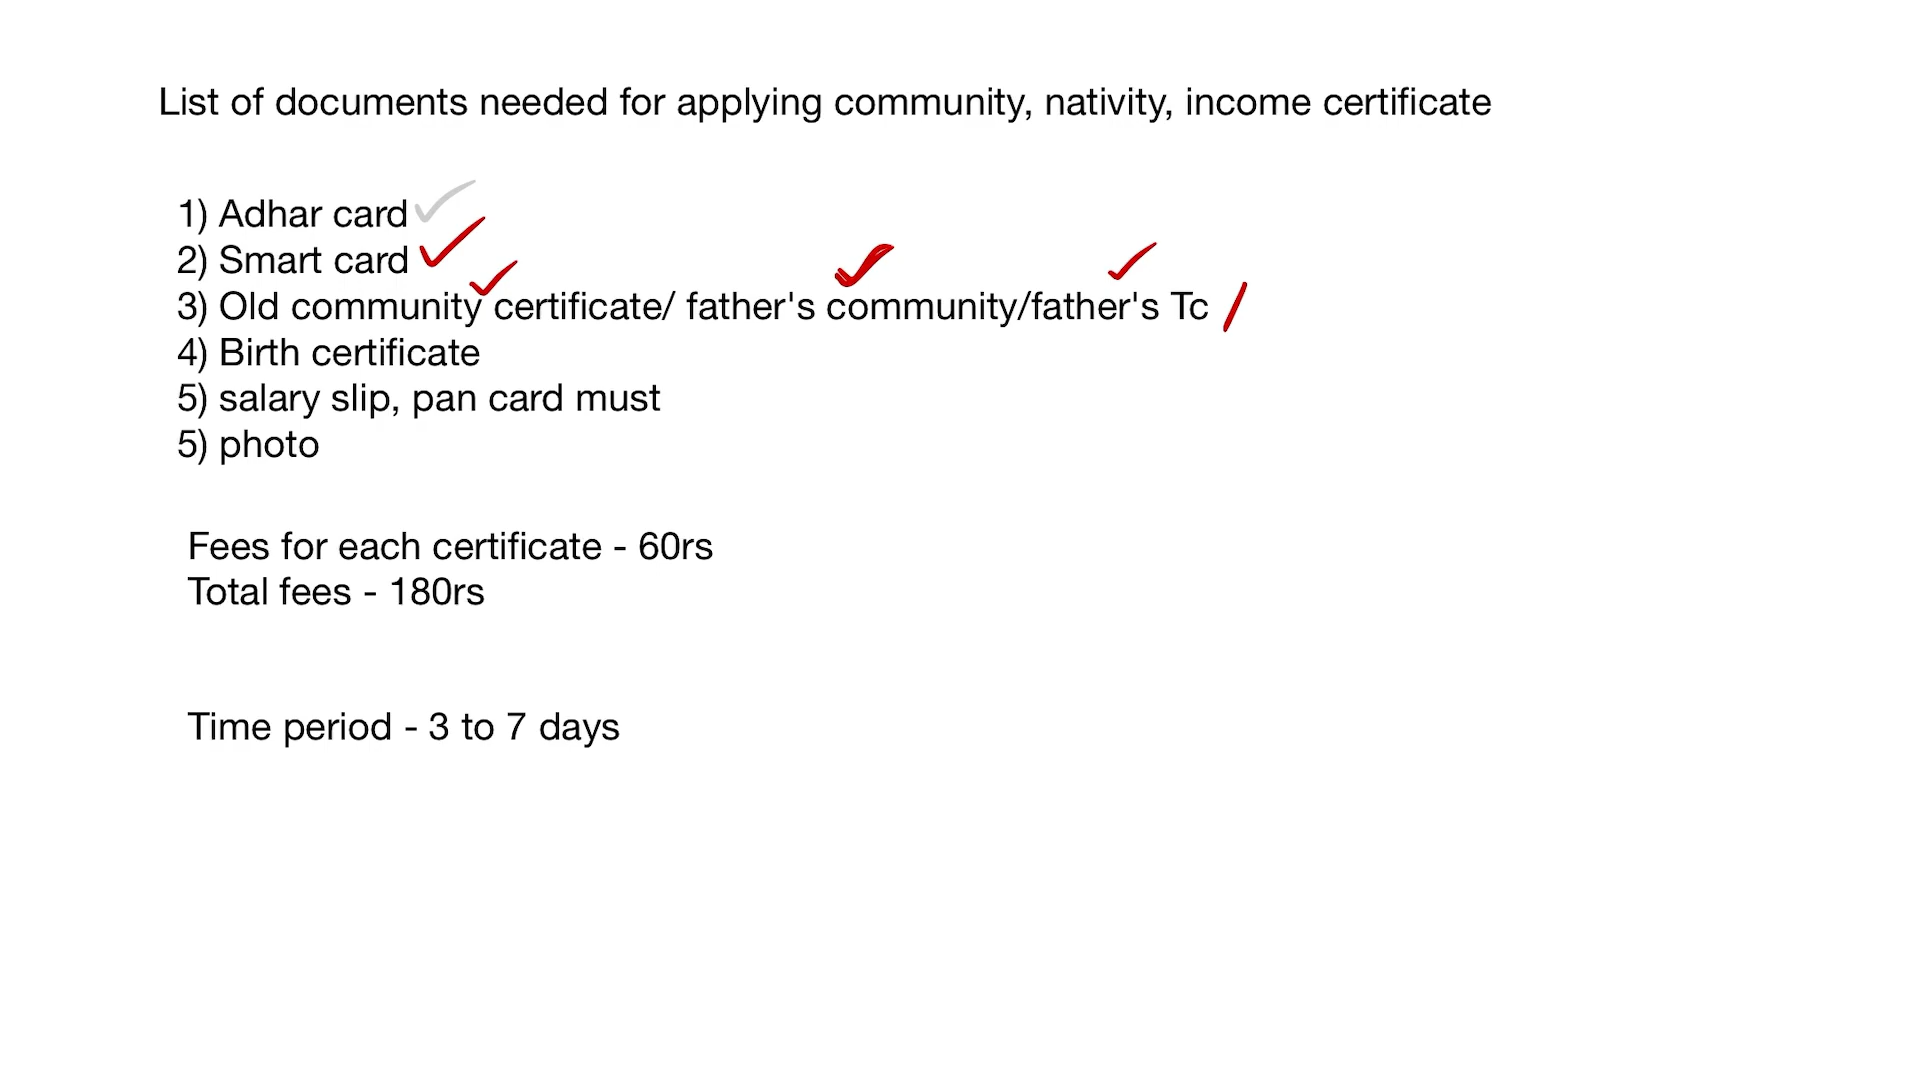 List of documents needed for applying community, nativity, income certificate
1) Adhar card
2) Smart card
3) Old community certificate/ father's community/father's Tc /
4) Birth certificate
5) salary slip, pan card must
5) photo
Fees for each certificate - 60rs
Total fees - 180rs
Time period - 3 to 7 days